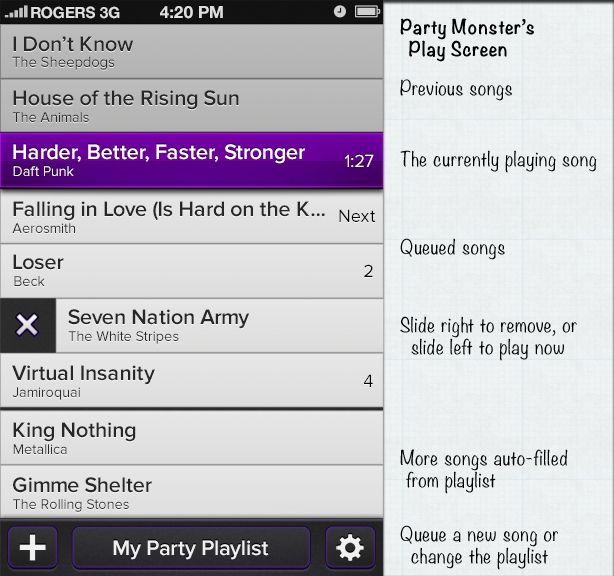 ROGERS 3G 4:20 PM
I Don't Know
The Sheepdogs
House of the Rising Sun
The Animals
Harder, Better, Faster, Stronger
Daft Punk
1:27
Falling in Love (Is Hard on the K...
Aerosmith
Next
Loser
Beck
2
Seven Nation Army
The White Stripes
Virtual Insanity
Jamiroquai
4
King Nothing
Metallica
Gimme Shelter
The Rolling Stones
My Party Playlist
Party Monster's
Play Screen
Previous songs
The currently playing song
Queued songs
Slide right to remove, or
slide left to play now
More songs auto-filled
from playlist
Queue a new song or
change the playlist